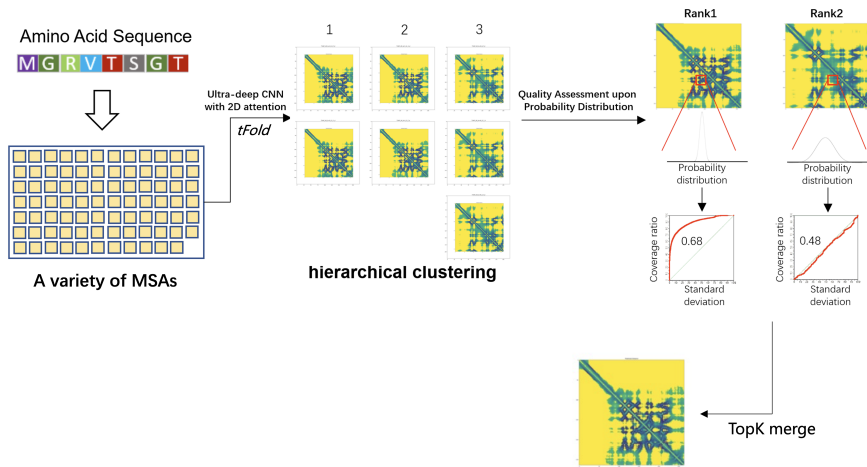 Amino Acid Sequence
M G R V T S G T
A variety of MSAs
Ultra-deep CNN
with 2D attention
tFold
1 2 3
hierarchical clustering
Quality Assessment upon
Probability Distribution
Rank1 Rank2
Probability
distribution
Probability
distribution
Coverage ratio
0.68
Standard
deviation
Coverage ratio
0.48
Standard
deviation
TopK merge